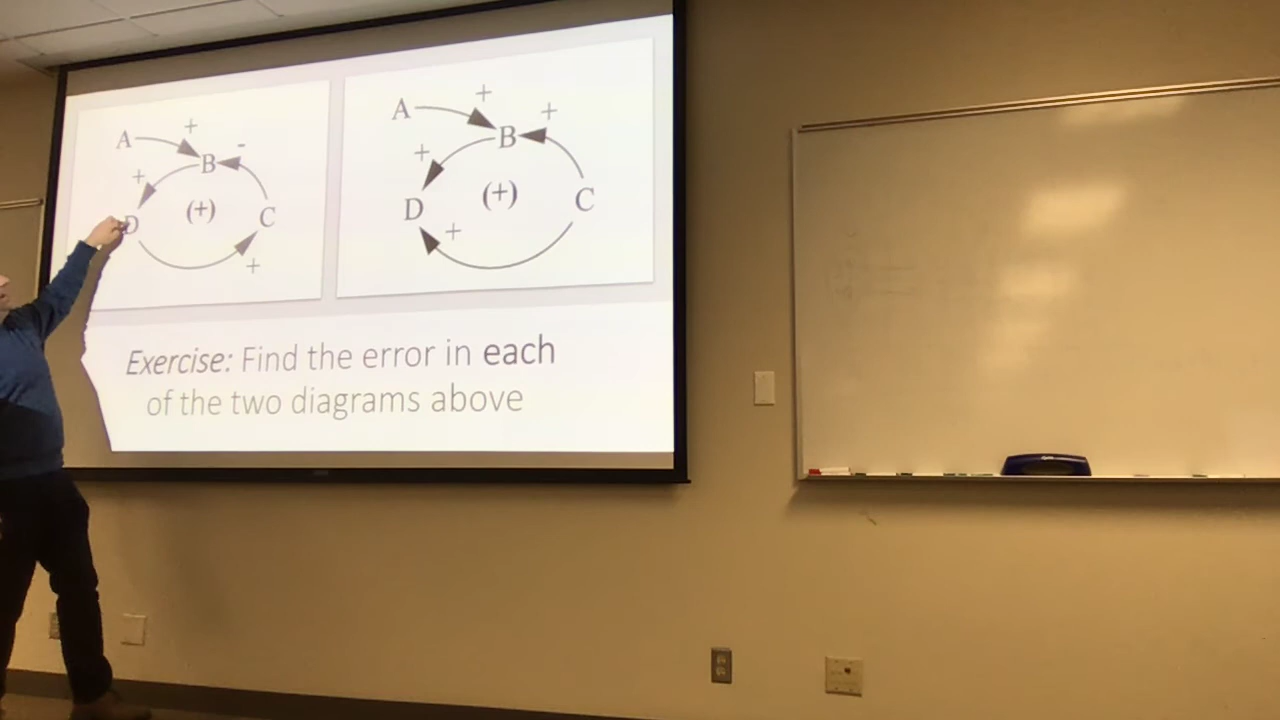 A + B - + D (+) C +
A + B + + D (+) C +
Exercise: Find the error in each
of the two diagrams above